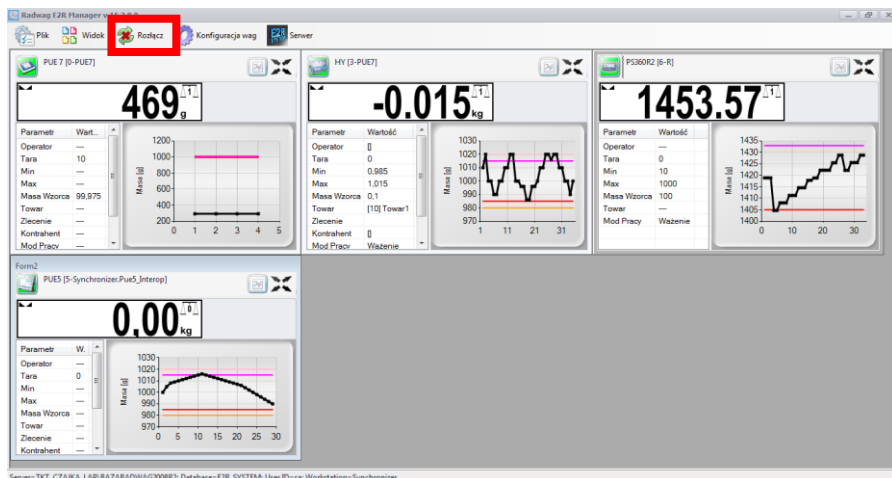 Radwag E2R Manager v
Plik Widok Rozłącz Konfiguracja wag Serwer
PUE 7 [0-PUE7]
469 g
1
Parametr Wart...
Operator ---
Tara 10
Min ---
Max ---
Masa Wzorca 99,975
Towar ---
Zlecenie ---
Kontrahent ---
Mod Pracy ---
Masa [g]
1200
1000
800
600
400
200
0 1 2 3 4 5
HY [3-PUE7]
-0.015 kg
1
Parametr Wartość
Operator []
Tara 0
Min 0,985
Max 1,015
Masa Wzorca 0,1
Towar [10] Towar1
Zlecenie
Kontrahent []
Mod Pracy Ważenie
Masa [g]
1030
1020
1010
1000
990
980
970
1 11 21 31
PS360R2 [6-R]
1453.57
1
Parametr Wartość
Operator ---
Tara 0
Min 10
Max 1000
Masa Wzorca 100
Towar ---
Mod Pracy Ważenie
Masa [g]
1435
1430
1425
1420
1415
1410
1405
1400
0 10 20 30
Form2
PUE5 [5-Synchronizer.Pue5_Interop]
0,00 kg
0
Parametr W.
Operator ---
Tara 0
Min ---
Max ---
Masa Wzorca ---
Towar ---
Zlecenie ---
Kontrahent ---
Masa [g]
1030
1020
1010
1000
990
980
970
0 5 10 15 20 25 30